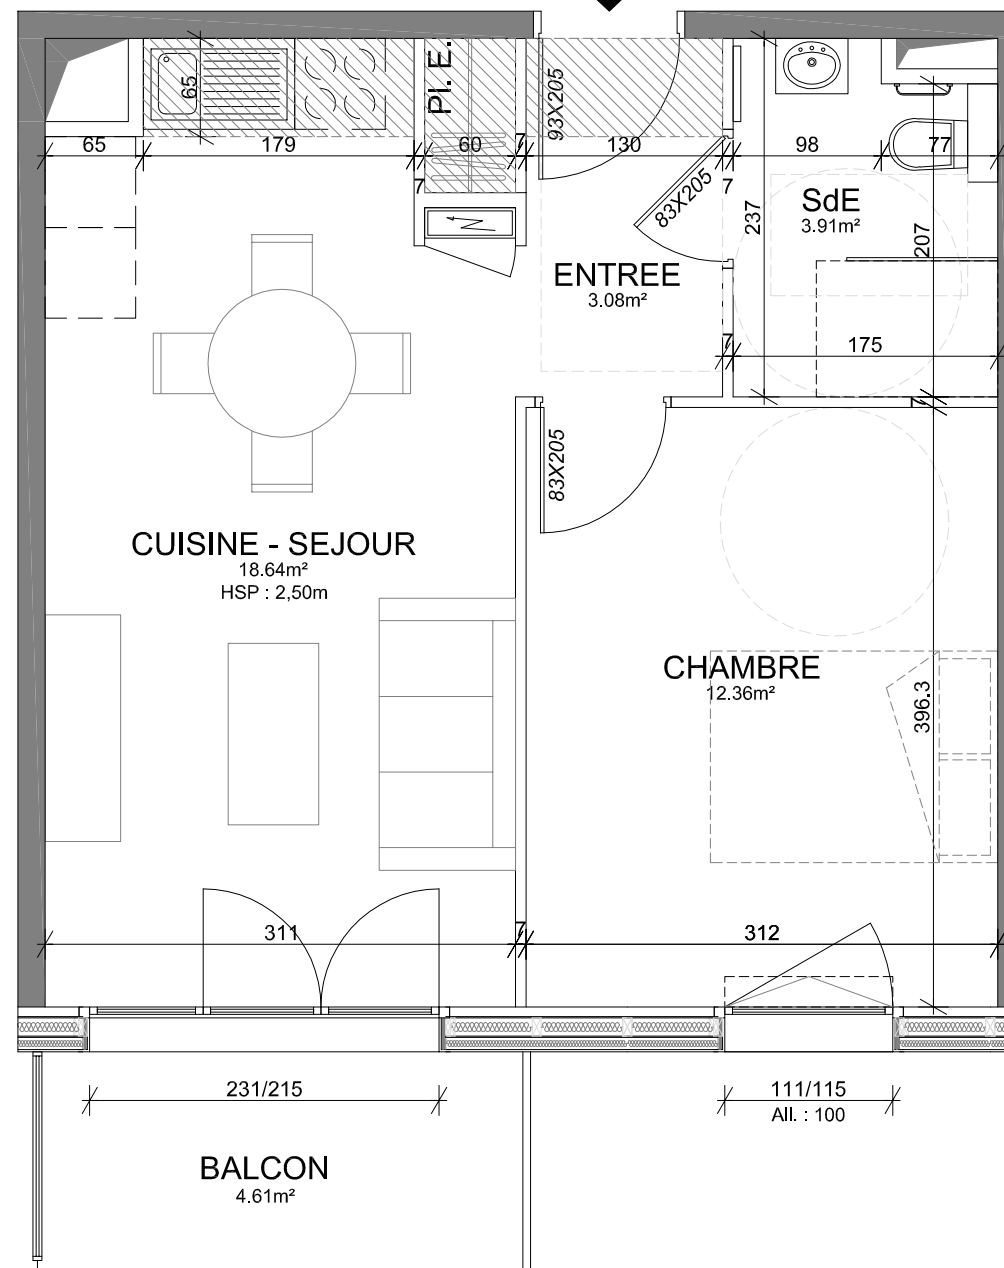 Pl. E.
65
93X205
65
179
60
7
130
98
77
7
7
83X205
237
SdE
3.91m²
207
ENTREE
3.08m²
7
175
7
83X205
CUISINE - SEJOUR
18.64m²
HSP : 2,50m
CHAMBRE
12.36m²
396.3
311
7
312
231/215
111/115
All. : 100
BALCON
4.61m²